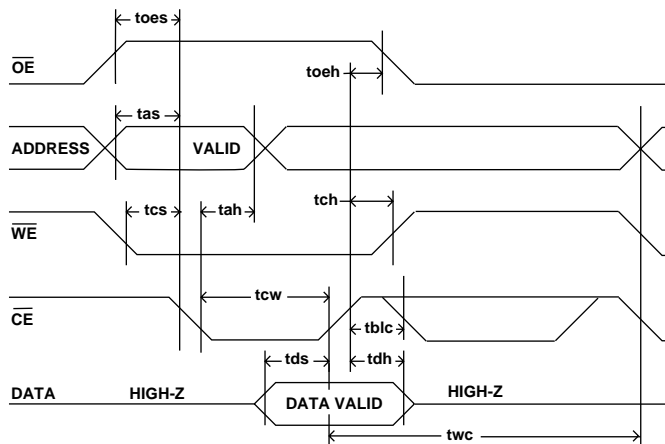 toes
OE
toeh
tas
ADDRESS
VALID
tcs
tah
tch
WE
tcw
CE
tblc
tds
tdh
DATA
HIGH-Z
DATA VALID
HIGH-Z
twc